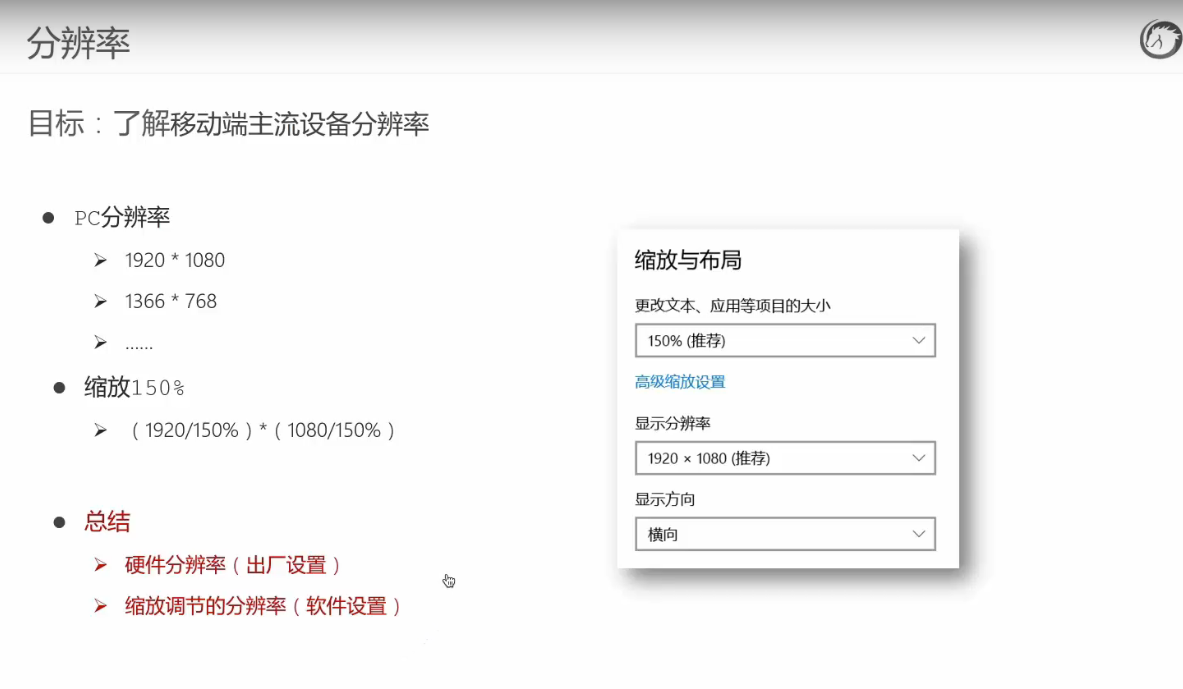 分辨率
目标：了解移动端主流设备分辨率
PC分辨率
1920 * 1080
1366 * 768
......
缩放150%
（1920/150%）*（1080/150%）
总结
硬件分辨率（出厂设置）
缩放调节的分辨率（软件设置）
缩放与布局
更改文本、应用等项目的大小
150% (推荐)
高级缩放设置
显示分辨率
1920 × 1080 (推荐)
显示方向
横向